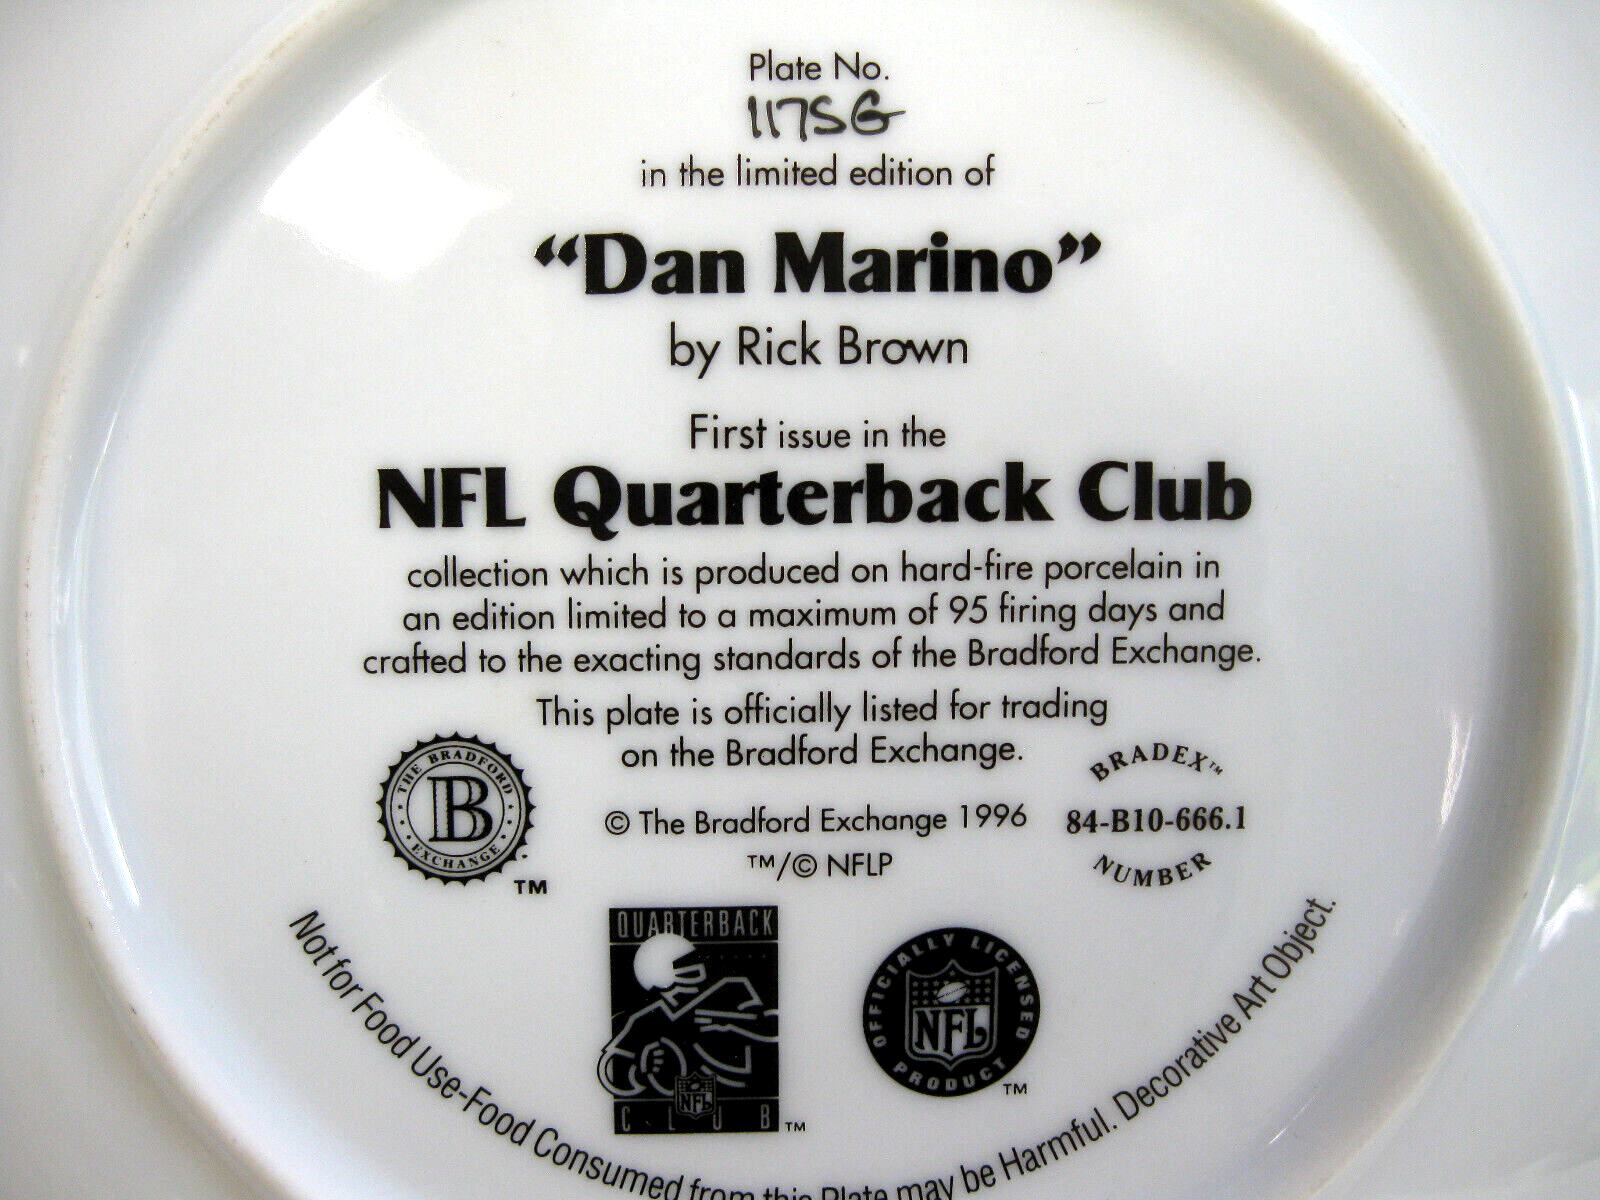 Plate No.
117SG
in the limited edition of
“Dan Marino”
by Rick Brown
First issue in the
NFL Quarterback Club
collection which is produced on hard-fire porcelain in
an edition limited to a maximum of 95 firing days and
crafted to the exacting standards of the Bradford Exchange.
This plate is officially listed for trading
on the Bradford Exchange.
THE BRADFORD
B
EXCHANGE
TM
© The Bradford Exchange 1996
™/© NFLP
BRADEX™
84-B10-666.1
NUMBER
QUARTERBACK
NFL
CLUB
TM
OFFICIALLY LICENSED
NFL
PRODUCT
TM
Not for Food Use-Food Consumed from this Plate may be Harmful. Decorative Art Object.